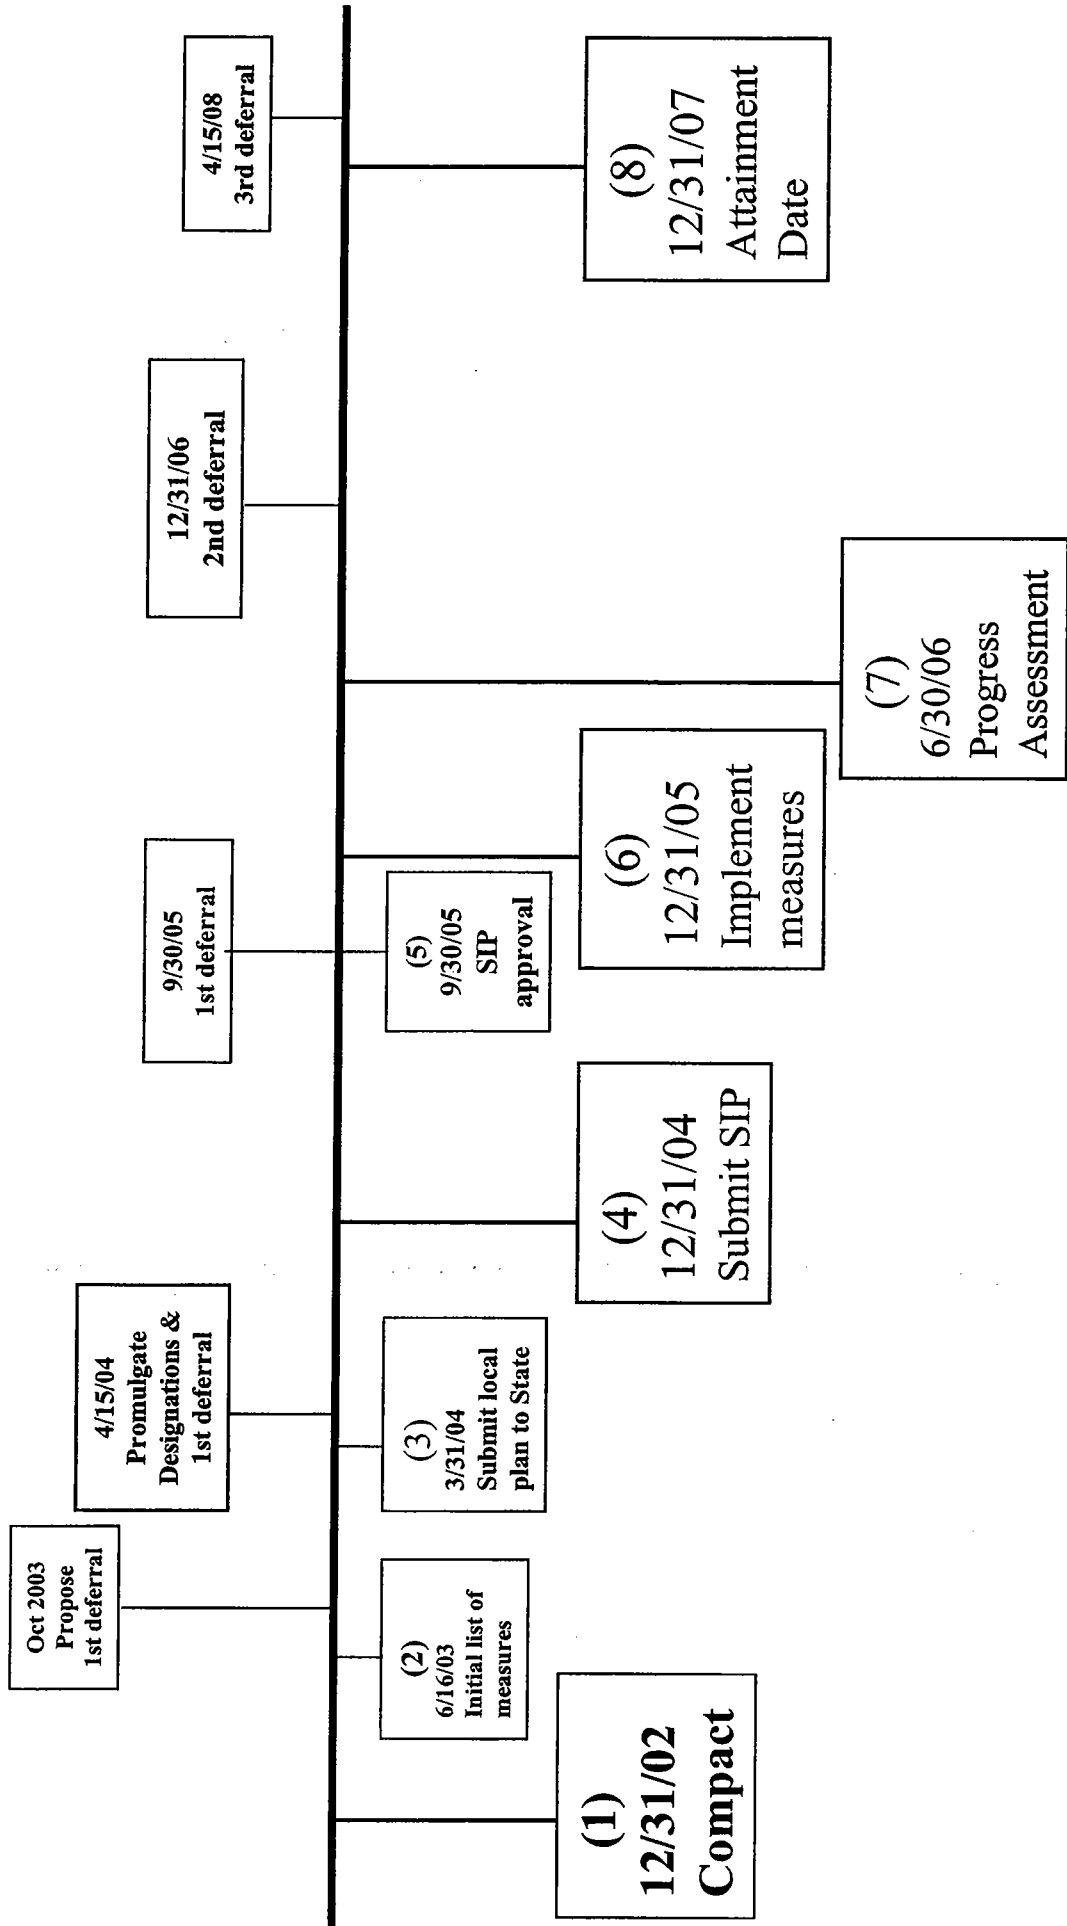 Oct 2003
Propose
1st deferral
4/15/04
Promulgate
Designations &
1st deferral
9/30/05
1st deferral
12/31/06
2nd deferral
4/15/08
3rd deferral
(1)
12/31/02
Compact
(2)
6/16/03
Initial list of
measures
(3)
3/31/04
Submit local
plan to State
(4)
12/31/04
Submit SIP
(5)
9/30/05
SIP
approval
(6)
12/31/05
Implement
measures
(7)
6/30/06
Progress
Assessment
(8)
12/31/07
Attainment
Date